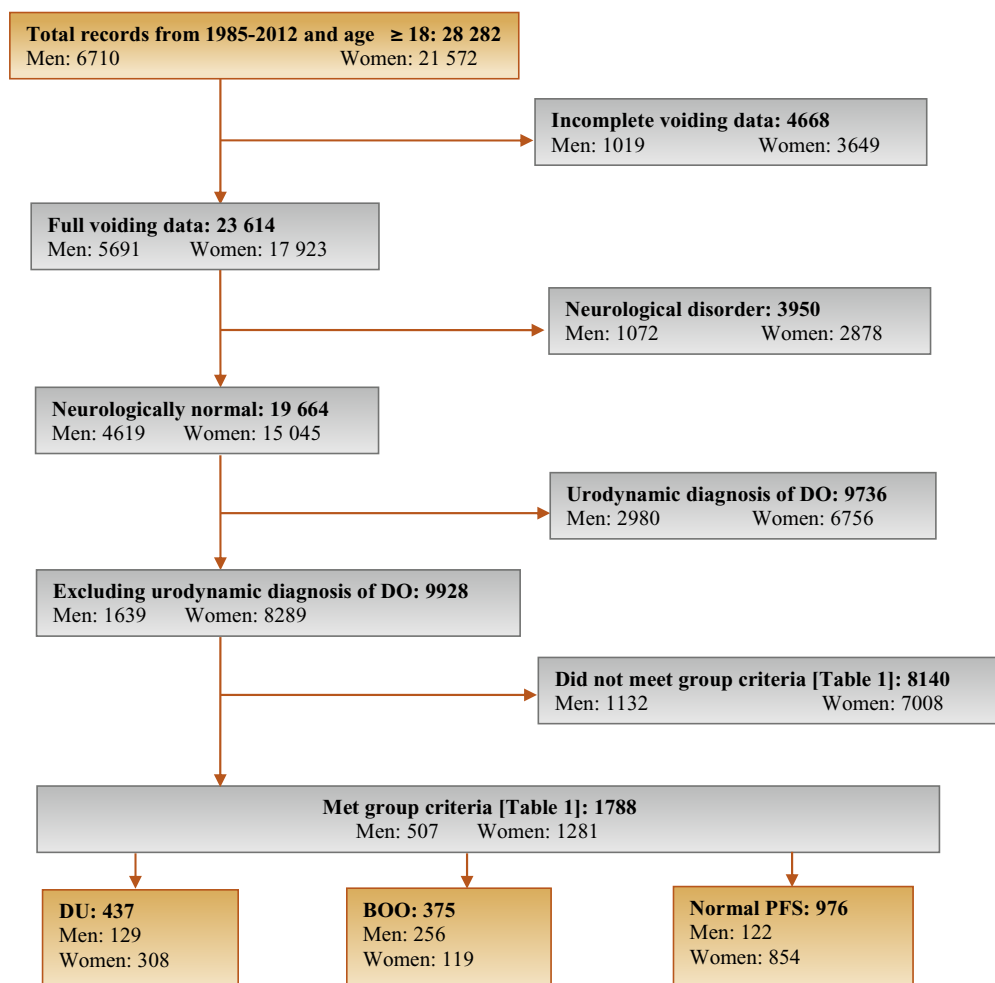 Total records from 1985-2012 and age ≥ 18: 28 282
Men: 6710 Women: 21 572
Incomplete voiding data: 4668
Men: 1019 Women: 3649
Full voiding data: 23 614
Men: 5691 Women: 17 923
Neurological disorder: 3950
Men: 1072 Women: 2878
Neurologically normal: 19 664
Men: 4619 Women: 15 045
Urodynamic diagnosis of DO: 9736
Men: 2980 Women: 6756
Excluding urodynamic diagnosis of DO: 9928
Men: 1639 Women: 8289
Did not meet group criteria [Table 1]: 8140
Men: 1132 Women: 7008
Met group criteria [Table 1]: 1788
Men: 507 Women: 1281
DU: 437
Men: 129
Women: 308
BOO: 375
Men: 256
Women: 119
Normal PFS: 976
Men: 122
Women: 854